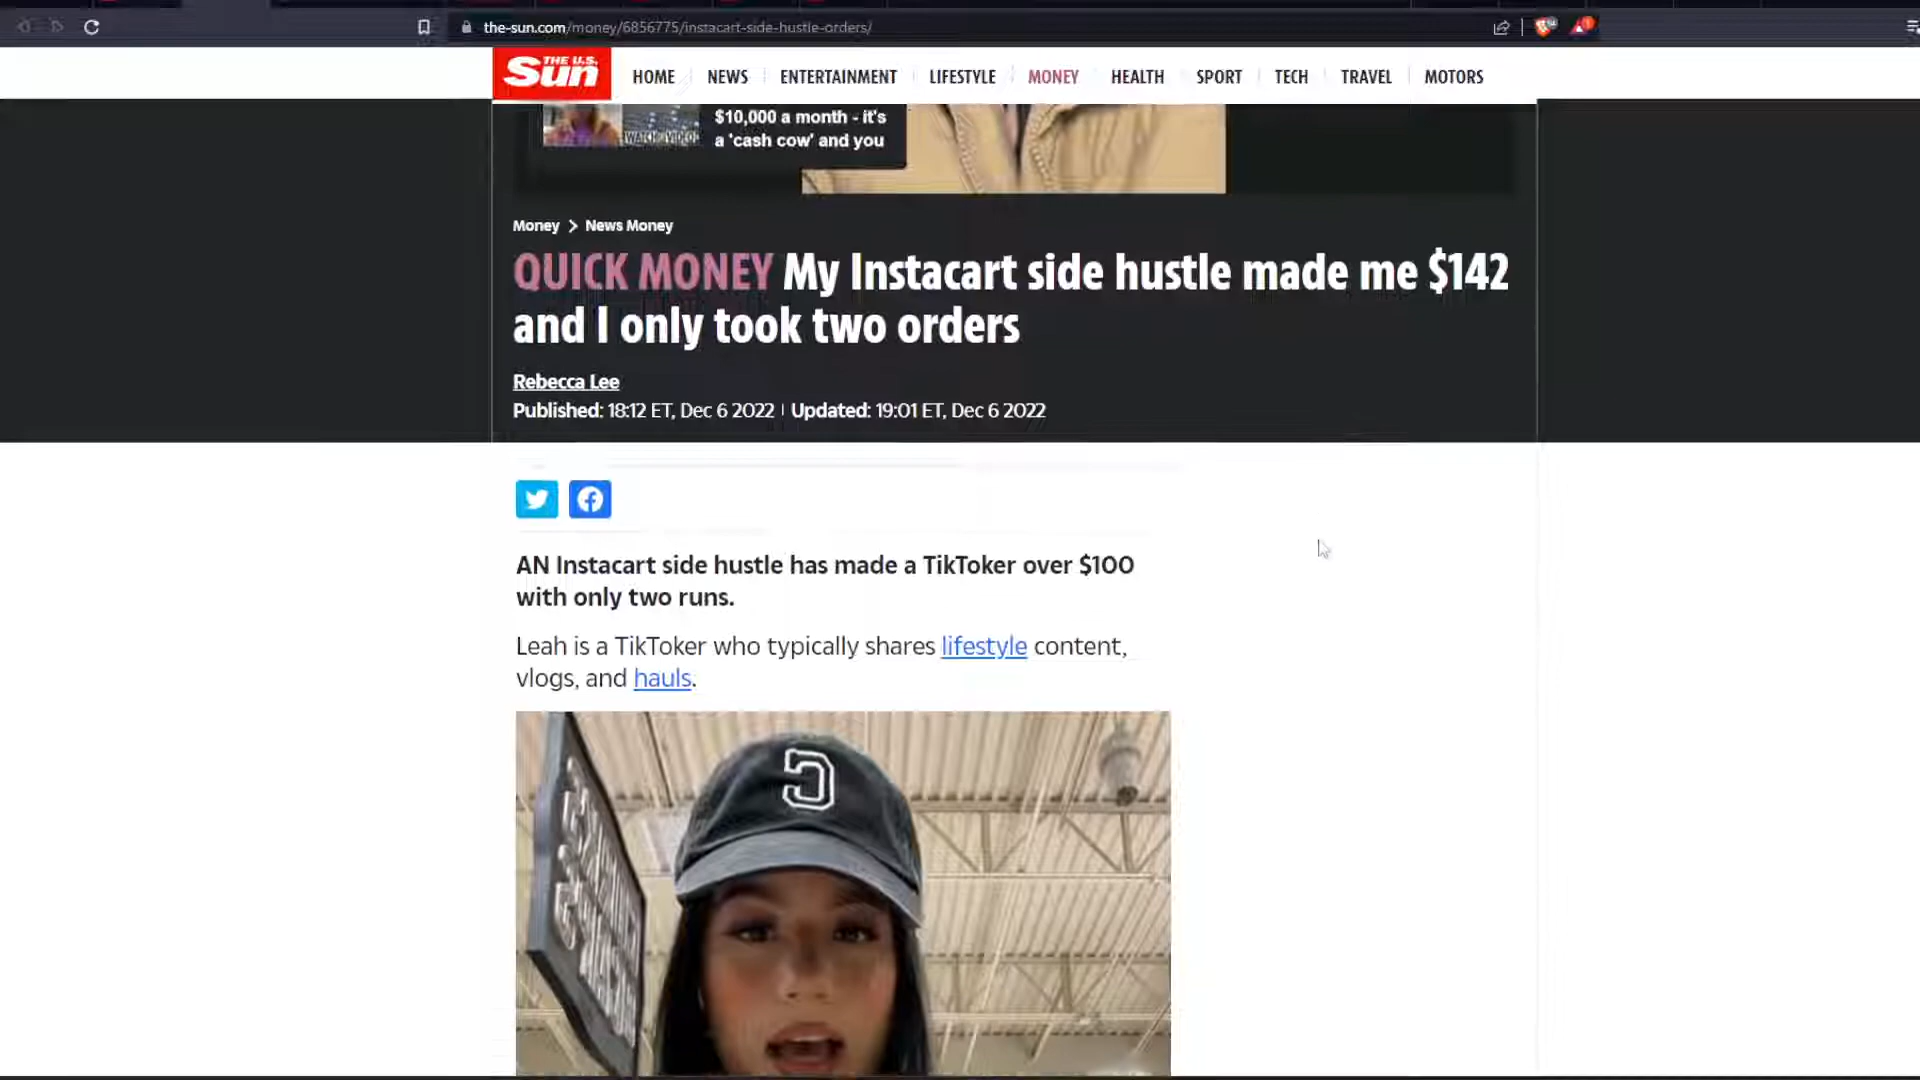 the-sun.com/money/6856775/instacart-side-hustle-orders/
THE U.S.
Sun
HOME NEWS ENTERTAINMENT LIFESTYLE MONEY HEALTH SPORT TECH TRAVEL MOTORS
$10,000 a month - it's
a 'cash cow' and you
WATCH VIDEO
Money > News Money
QUICK MONEY My Instacart side hustle made me $142
and I only took two orders
Rebecca Lee
Published: 18:12 ET, Dec 6 2022 | Updated: 19:01 ET, Dec 6 2022
AN Instacart side hustle has made a TikToker over $100
with only two runs.
Leah is a TikToker who typically shares lifestyle content,
vlogs, and hauls.
C